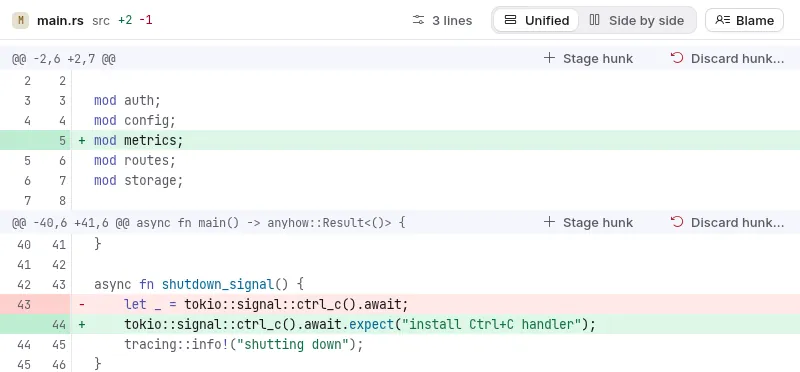 M main.rs src +2 -1 3 lines Unified Side by side Blame
@@ -2,6 +2,7 @@ Stage hunk Discard hunk...
2 2
3 3 mod auth;
4 4 mod config;
5 + mod metrics;
5 6 mod routes;
6 7 mod storage;
7 8
@@ -40,6 +41,6 @@ async fn main() -> anyhow::Result<()> { Stage hunk Discard hunk...
40 41 }
41 42
42 43 async fn shutdown_signal() {
43 - let _ = tokio::signal::ctrl_c().await;
44 + tokio::signal::ctrl_c().await.expect("install Ctrl+C handler");
44 45 tracing::info!("shutting down");
45 46 }